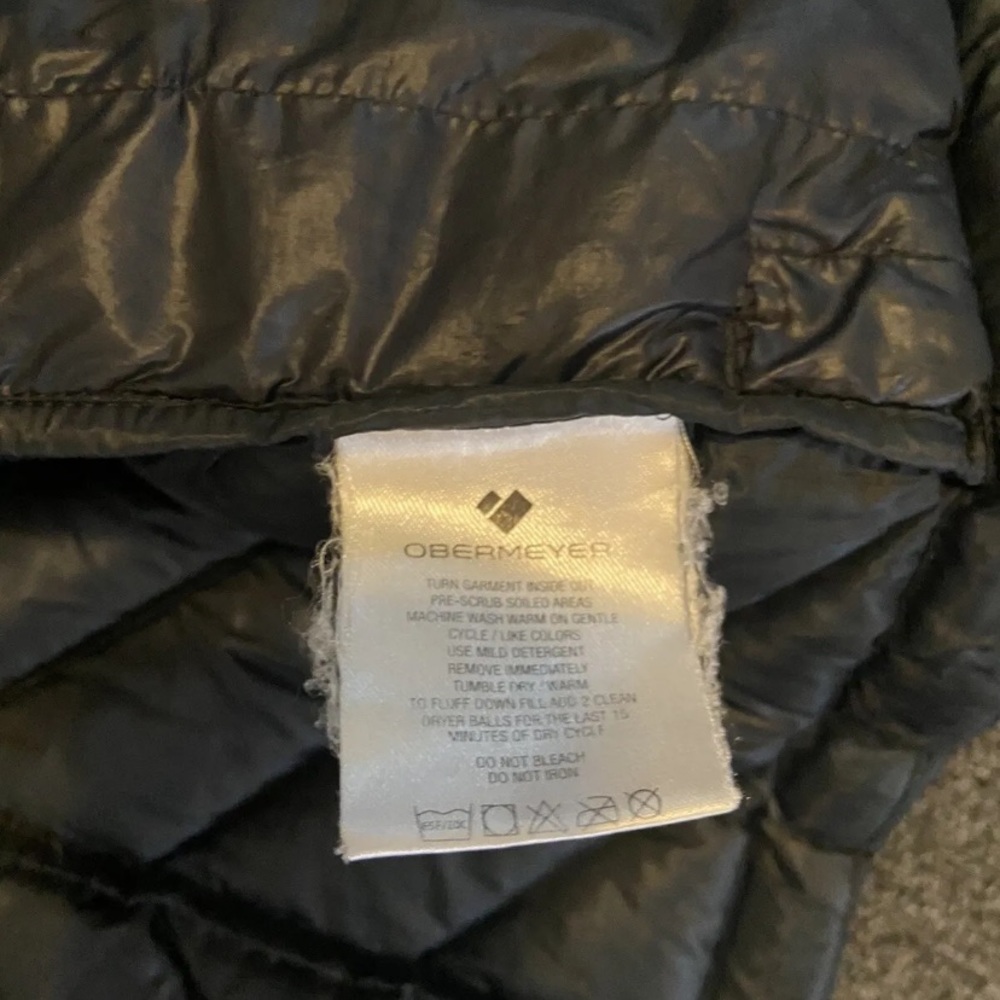 OBERMEYER
TURN GARMENT INSIDE OUT
PRE-SCRUB SOILED AREAS
MACHINE WASH WARM ON GENTLE
CYCLE / LIKE COLORS
USE MILD DETERGENT
REMOVE IMMEDIATELY
TUMBLE DRY / WARM
TO FLUFF DOWN FILL ADD 2 CLEAN
DRYER BALLS FOR THE LAST 15
MINUTES OF DRY CYCLE
DO NOT BLEACH
DO NOT IRON